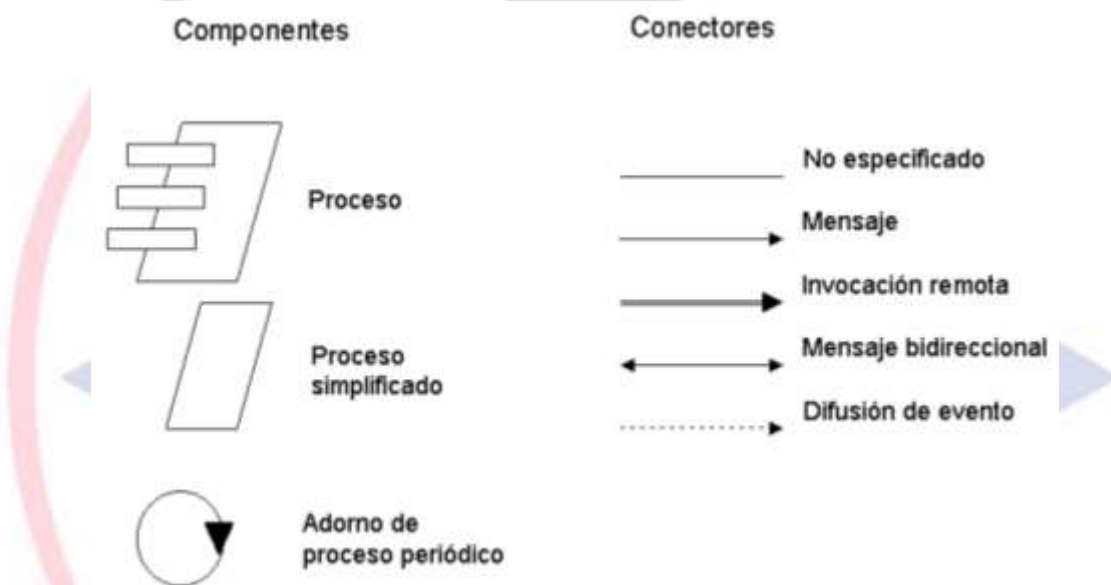 Componentes
Proceso
Proceso
simplificado
Adorno de
proceso periódico
Conectores
No especificado
Mensaje
Invocación remota
Mensaje bidireccional
Difusión de evento